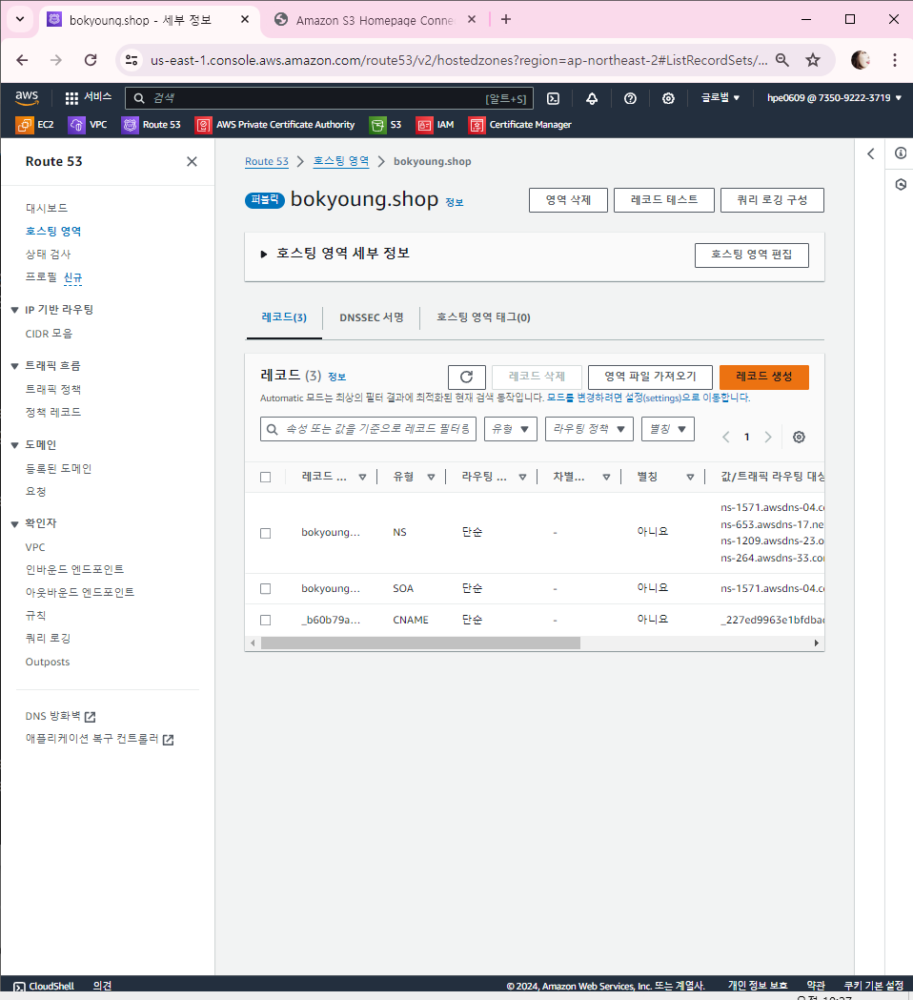 bokyoung.shop - 세부 정보
Amazon S3 Homepage Conne
us-east-1.console.aws.amazon.com/route53/v2/hostedzones?region=ap-northeast-2#ListRecordSets/...
aws 서비스 검색 [알트+S] 글로벌 hpe0609 @ 7350-9222-3719
EC2 VPC Route 53 AWS Private Certificate Authority S3 IAM Certificate Manager
Route 53
대시보드
호스팅 영역
상태 검사
프로필 신규
IP 기반 라우팅
CIDR 모음
트래픽 흐름
트래픽 정책
정책 레코드
도메인
등록된 도메인
요청
확인자
VPC
인바운드 엔드포인트
아웃바운드 엔드포인트
규칙
쿼리 로깅
Outposts
DNS 방화벽
애플리케이션 복구 컨트롤러
Route 53 호스팅 영역 bokyoung.shop
퍼블릭 bokyoung.shop 정보 영역 삭제 레코드 테스트 쿼리 로깅 구성
호스팅 영역 세부 정보 호스팅 영역 편집
레코드(3) DNSSEC 서명 호스팅 영역 태그(0)
레코드 (3) 정보 레코드 삭제 영역 파일 가져오기 레코드 생성
Automatic 모드는 최상의 필터 결과에 최적화된 현재 검색 동작입니다. 모드를 변경하려면 설정(settings)으로 이동합니다.
속성 또는 값을 기준으로 레코드 필터링 유형 라우팅 정책 별칭 1
레코드 ... 유형 라우팅 ... 차별... 별칭 값/트래픽 라우팅 대상
bokyoung... NS 단순 - 아니요 ns-1571.awsdns-04.co
ns-653.awsdns-17.ne
ns-1209.awsdns-23.o
ns-264.awsdns-33.cor
bokyoung... SOA 단순 - 아니요 ns-1571.awsdns-04.co
_b60b79a... CNAME 단순 - 아니요 _227ed9963e1bfdbac
CloudShell 의견 © 2024, Amazon Web Services, Inc. 또는 계열사. 개인 정보 보호 약관 쿠키 기본 설정